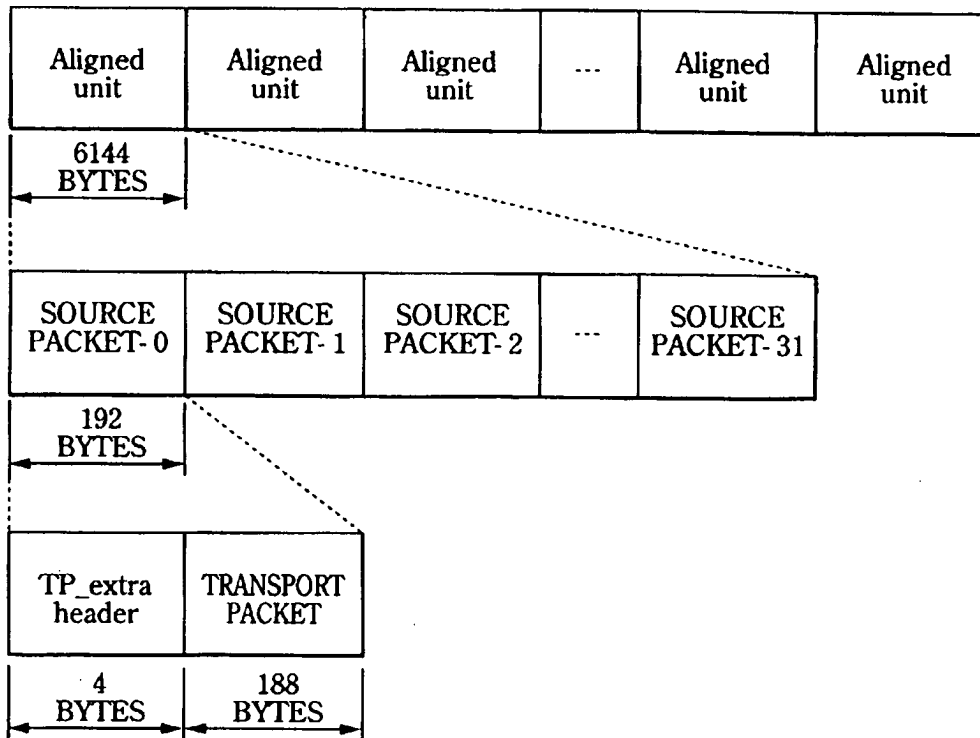 Aligned
unit
Aligned
unit
Aligned
unit
---
Aligned
unit
Aligned
unit
6144
BYTES
SOURCE
PACKET-0
SOURCE
PACKET-1
SOURCE
PACKET-2
---
SOURCE
PACKET-31
192
BYTES
TP_extra
header
TRANSPORT
PACKET
4
BYTES
188
BYTES